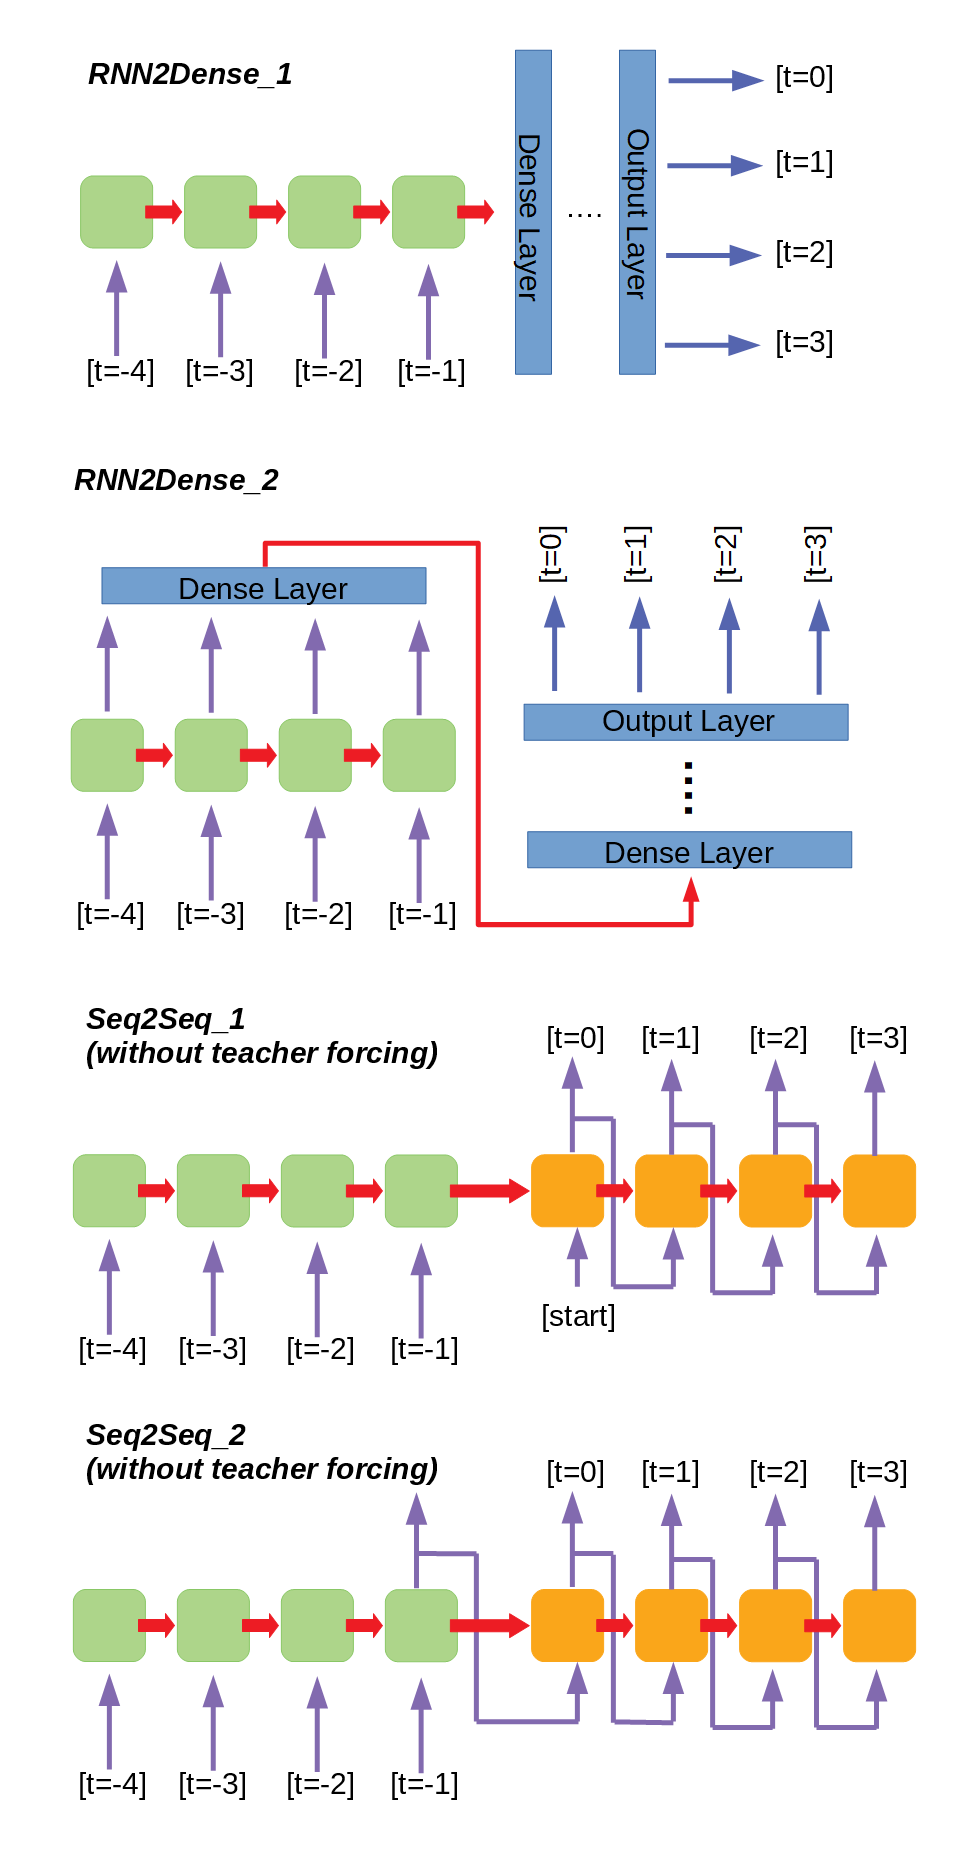 RNN2Dense_1
[t=0]
[t=1]
[t=2]
[t=3]
Dense Layer
....
Output Layer
[t=-4] [t=-3] [t=-2] [t=-1]
RNN2Dense_2
[t=0] [t=1] [t=2] [t=3]
Dense Layer
Output Layer
....
Dense Layer
[t=-4] [t=-3] [t=-2] [t=-1]
Seq2Seq_1
(without teacher forcing)
[t=0] [t=1] [t=2] [t=3]
[start]
[t=-4] [t=-3] [t=-2] [t=-1]
Seq2Seq_2
(without teacher forcing)
[t=0] [t=1] [t=2] [t=3]
[t=-4] [t=-3] [t=-2] [t=-1]